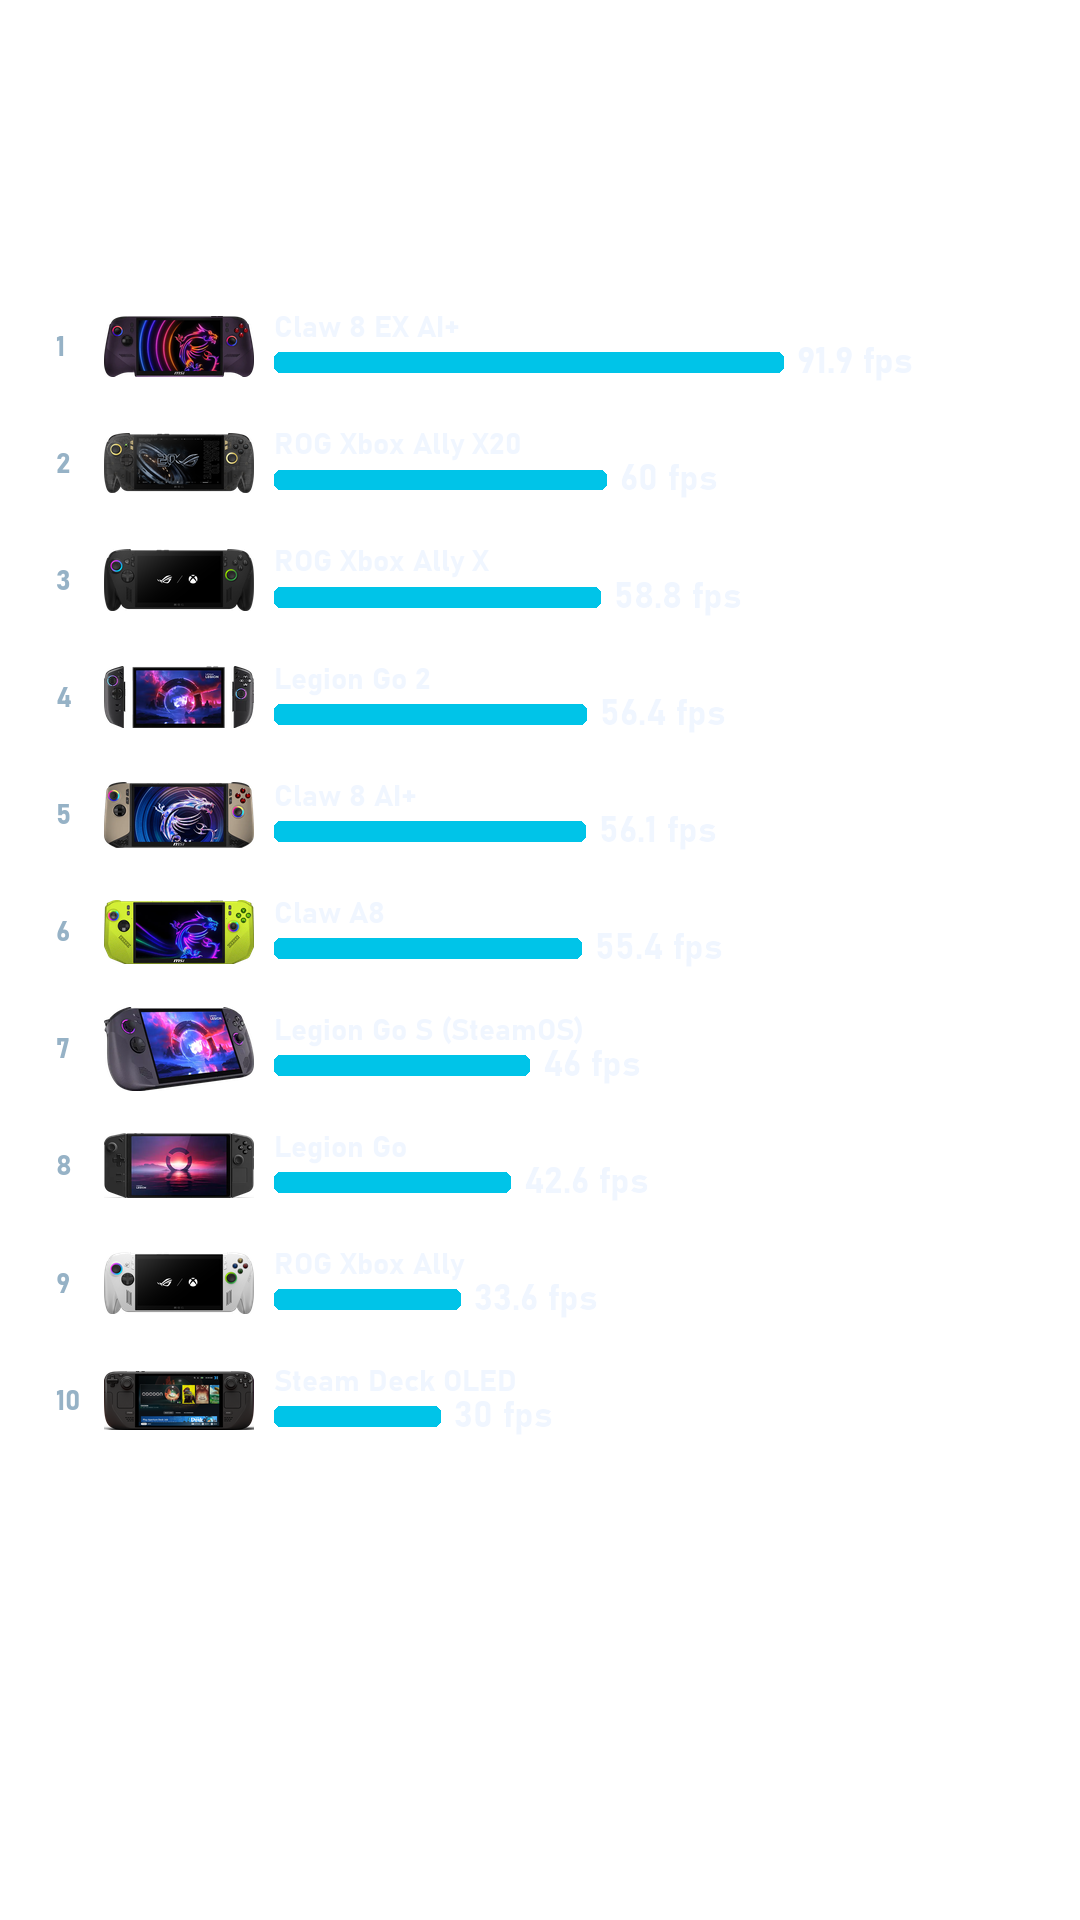 1
Claw 8 EX AI+
91.9 fps
2
ROG Xbox Ally X20
60 fps
3
ROG Xbox Ally X
58.8 fps
4
Legion Go 2
56.4 fps
5
Claw 8 AI+
56.1 fps
6
Claw A8
55.4 fps
7
Legion Go S (SteamOS)
46 fps
8
Legion Go
42.6 fps
9
ROG Xbox Ally
33.6 fps
10
Steam Deck OLED
30 fps